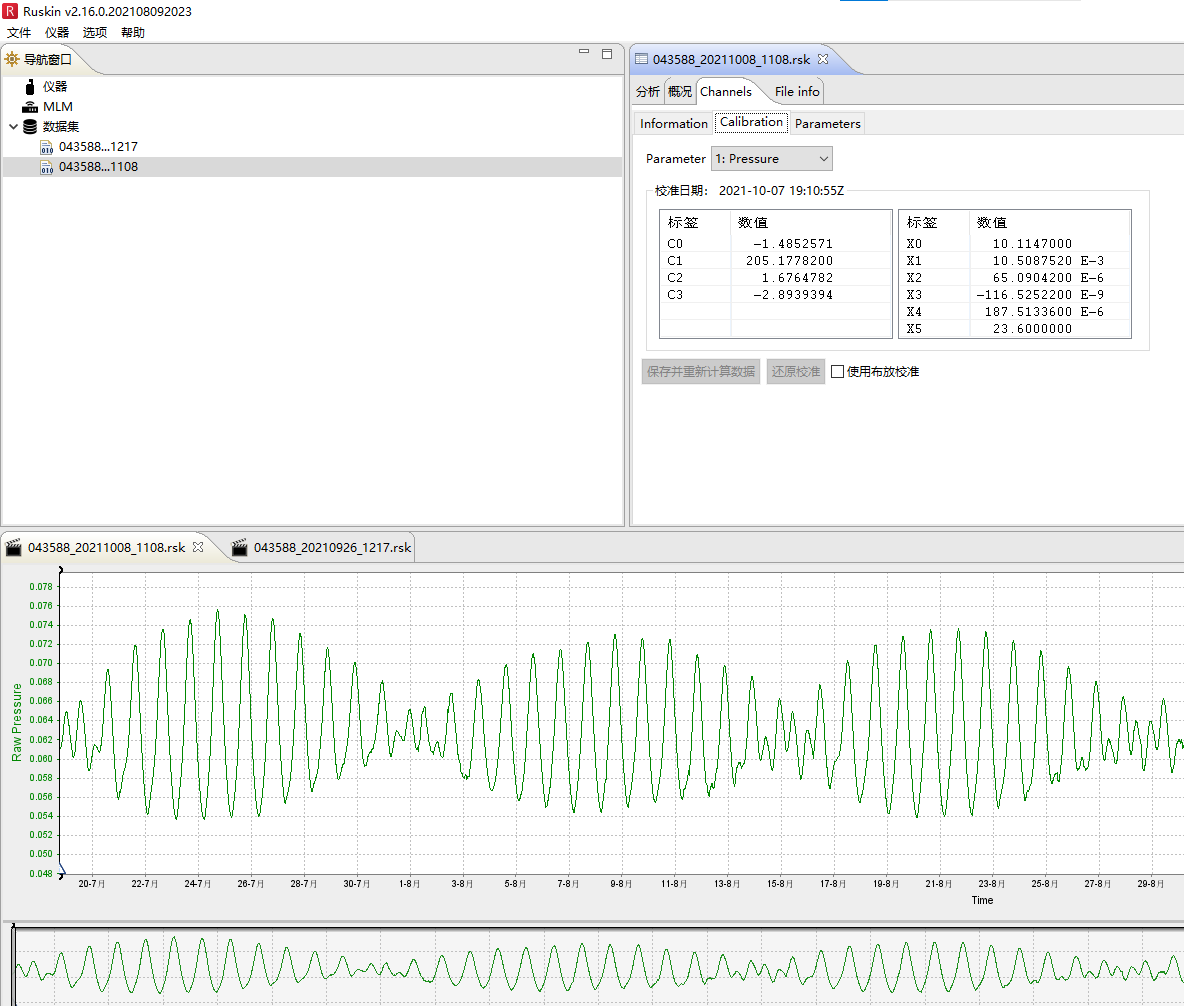 Ruskin v2.16.0.202108092023
文件 仪器 选项 帮助
导航窗口
仪器
MLM
数据集
043588...1217
043588...1108
043588_20211008_1108.rsk
分析 概况 Channels File info
Information Calibration Parameters
Parameter 1: Pressure
校准日期: 2021-10-07 19:10:55Z
标签 数值
C0 -1.4852571
C1 205.1778200
C2 1.6764782
C3 -2.8939394
标签 数值
X0 10.1147000
X1 10.5087520 E-3
X2 65.0904200 E-6
X3 -116.5252200 E-9
X4 187.5133600 E-6
X5 23.6000000
保存并重新计算数据 还原校准 使用布放校准
043588_20211008_1108.rsk 043588_20210926_1217.rsk
Raw Pressure
0.078
0.076
0.074
0.072
0.070
0.068
0.066
0.064
0.062
0.060
0.058
0.056
0.054
0.052
0.050
0.048
20-7月 22-7月 24-7月 26-7月 28-7月 30-7月 1-8月 3-8月 5-8月 7-8月 9-8月 11-8月 13-8月 15-8月 17-8月 19-8月 21-8月 23-8月 25-8月 27-8月 29-8月
Time